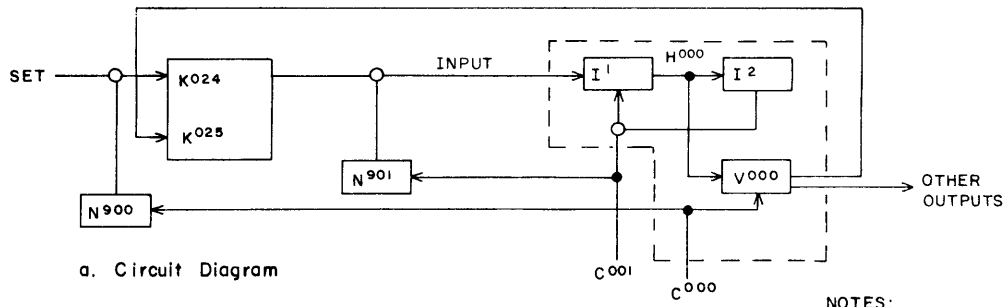 SET
K024
K025
N900
INPUT
N901
I1
H000
I2
V000
OTHER
OUTPUTS
C001
C000
a. Circuit Diagram
NOTES: